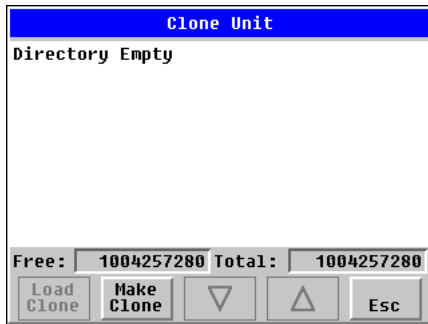 Clone Unit
Directory Empty
Free: 1004257280 Total: 1004257280
Load Clone Make Clone Esc